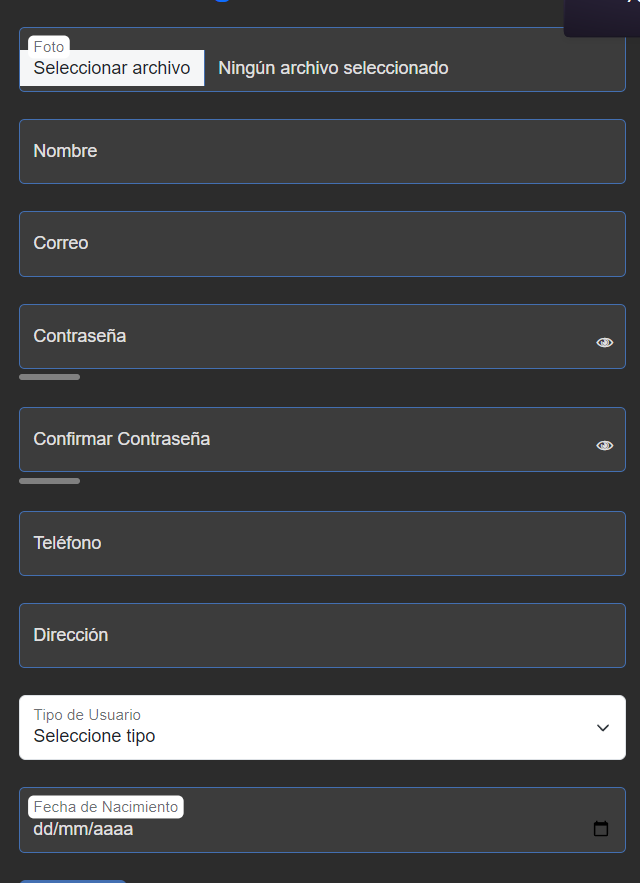 Foto
Seleccionar archivo Ningún archivo seleccionado
Nombre
Correo
Contraseña
Confirmar Contraseña
Teléfono
Dirección
Tipo de Usuario
Seleccione tipo
Fecha de Nacimiento
dd/mm/aaaa